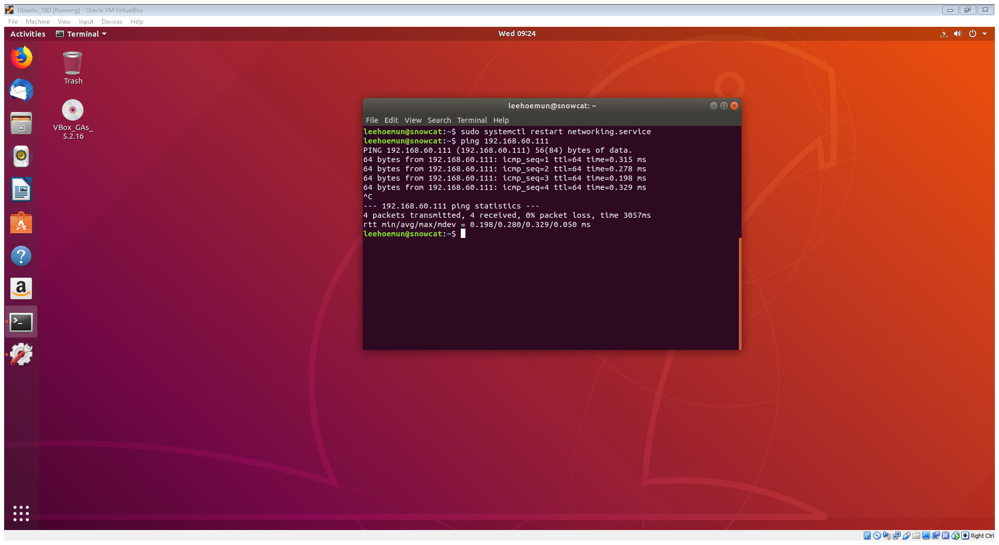 Ubuntu_18D [Running] - Oracle VM VirtualBox
File Machine View Input Devices Help
Activities Terminal Wed 09:24
Trash
VBox_GAs_
5.2.16
leehoemun@snowcat: ~
File Edit View Search Terminal Help
leehoemun@snowcat:~$ sudo systemctl restart networking.service
leehoemun@snowcat:~$ ping 192.168.60.111
PING 192.168.60.111 (192.168.60.111) 56(84) bytes of data.
64 bytes from 192.168.60.111: icmp_seq=1 ttl=64 time=0.315 ms
64 bytes from 192.168.60.111: icmp_seq=2 ttl=64 time=0.278 ms
64 bytes from 192.168.60.111: icmp_seq=3 ttl=64 time=0.198 ms
64 bytes from 192.168.60.111: icmp_seq=4 ttl=64 time=0.329 ms
^C
--- 192.168.60.111 ping statistics ---
4 packets transmitted, 4 received, 0% packet loss, time 3057ms
rtt min/avg/max/mdev = 0.198/0.280/0.329/0.050 ms
leehoemun@snowcat:~$
Right Ctrl